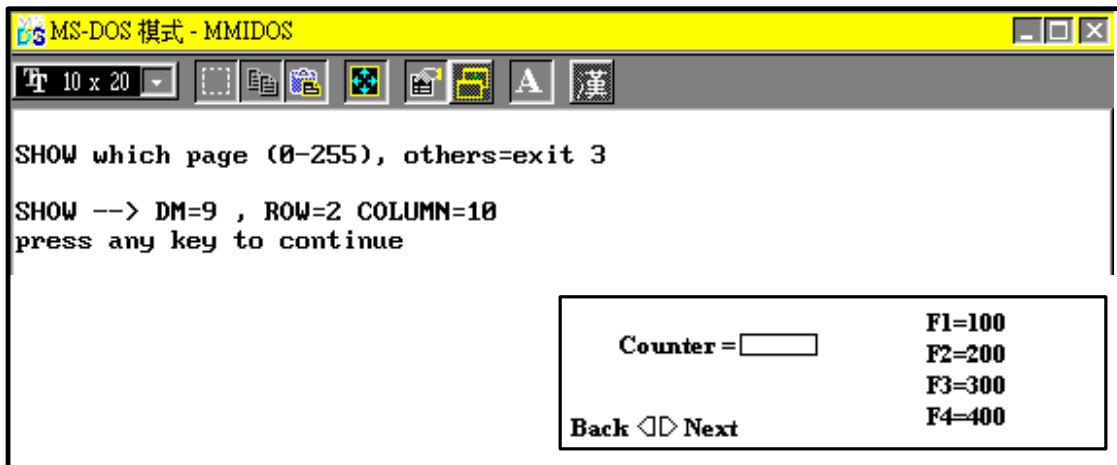 MS-DOS 模式 - MMIDOS
Tr 10 x 20 A 漢
SHOW which page (0-255), others=exit 3
SHOW --> DM=9 , ROW=2 COLUMN=10
press any key to continue
Counter =
F1=100
F2=200
F3=300
F4=400
Back Next